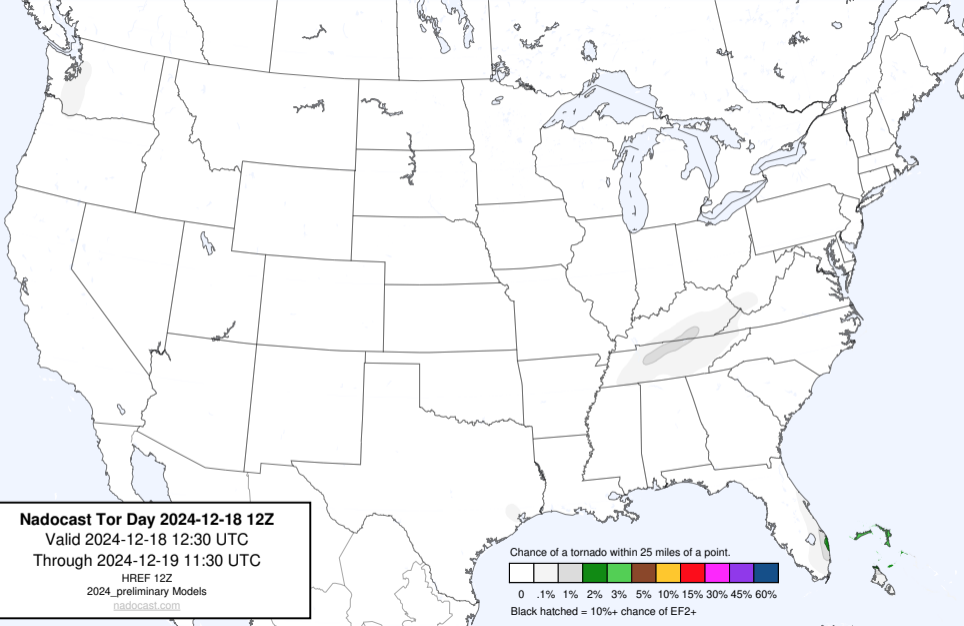 Nadocast Tor Day 2024-12-18 12Z
Valid 2024-12-18 12:30 UTC
Through 2024-12-19 11:30 UTC
HREF 12Z
2024_preliminary Models
nadocast.com
Chance of a tornado within 25 miles of a point.
0 .1% 1% 2% 3% 5% 10% 15% 30% 45% 60%
Black hatched = 10%+ chance of EF2+